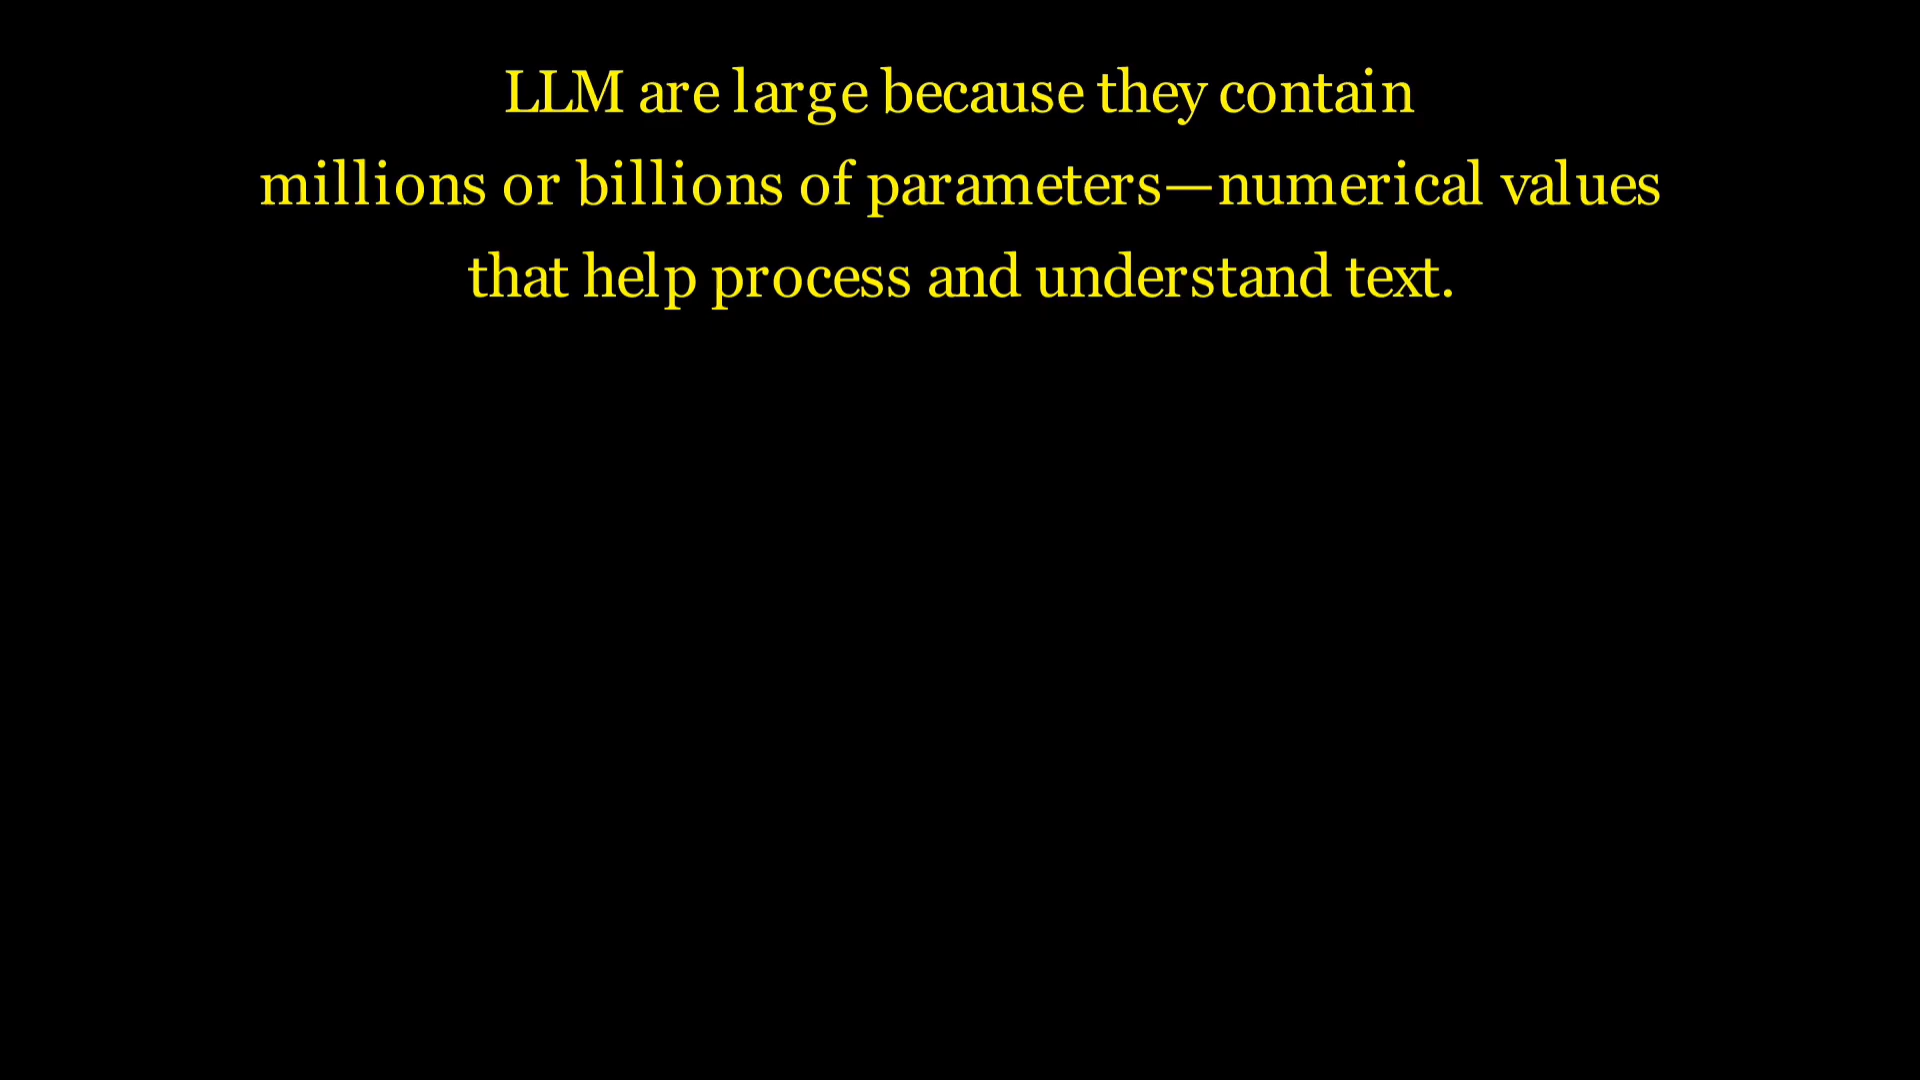 LLM are large because they contain
millions or billions of parameters—numerical values
that help process and understand text.